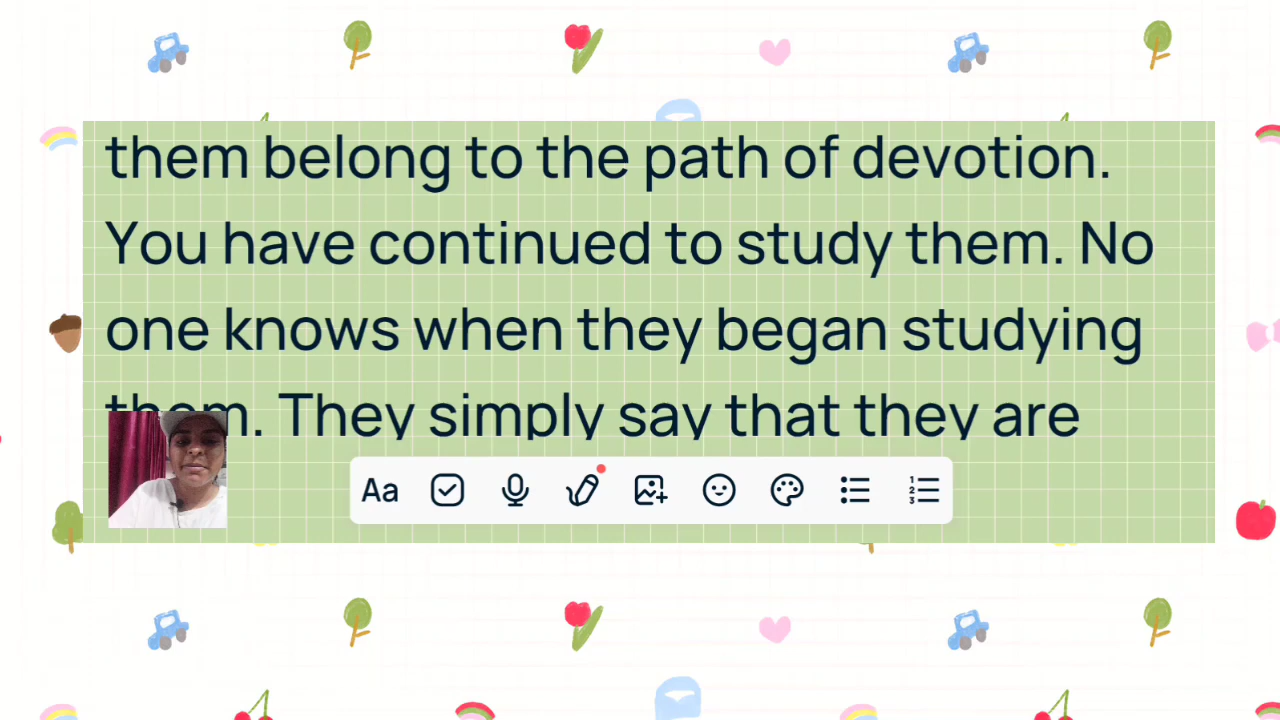 them belong to the path of devotion.
You have continued to study them. No
one knows when they began studying
them. They simply say that they are
Aa